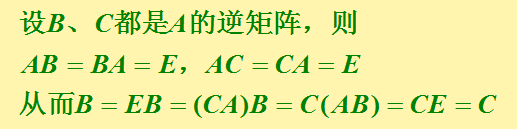 设B、C都是A的逆矩阵，则
AB = BA = E，AC = CA = E
从而B = EB = (CA)B = C(AB) = CE = C